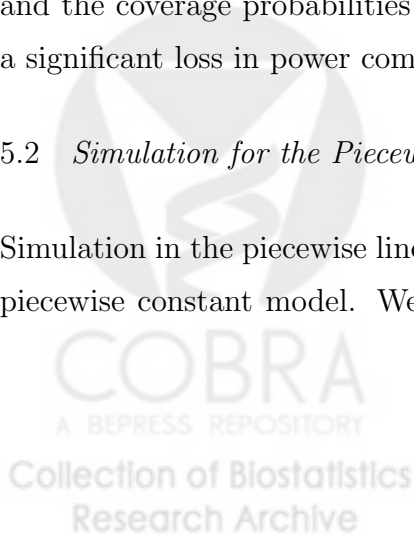 and the coverage probabilities
a significant loss in power com
5.2 Simulation for the Piecew
Simulation in the piecewise line
piecewise constant model. We
COBRA
A BEPRESS REPOSITORY
Collection of Biostatistics
Research Archive